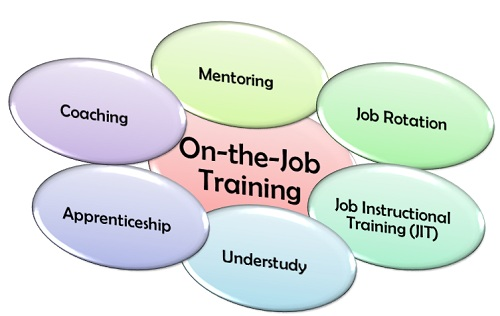 Mentoring
Coaching
Job Rotation
On-the-Job
Training
Job Instructional
Training (JIT)
Apprenticeship
Understudy